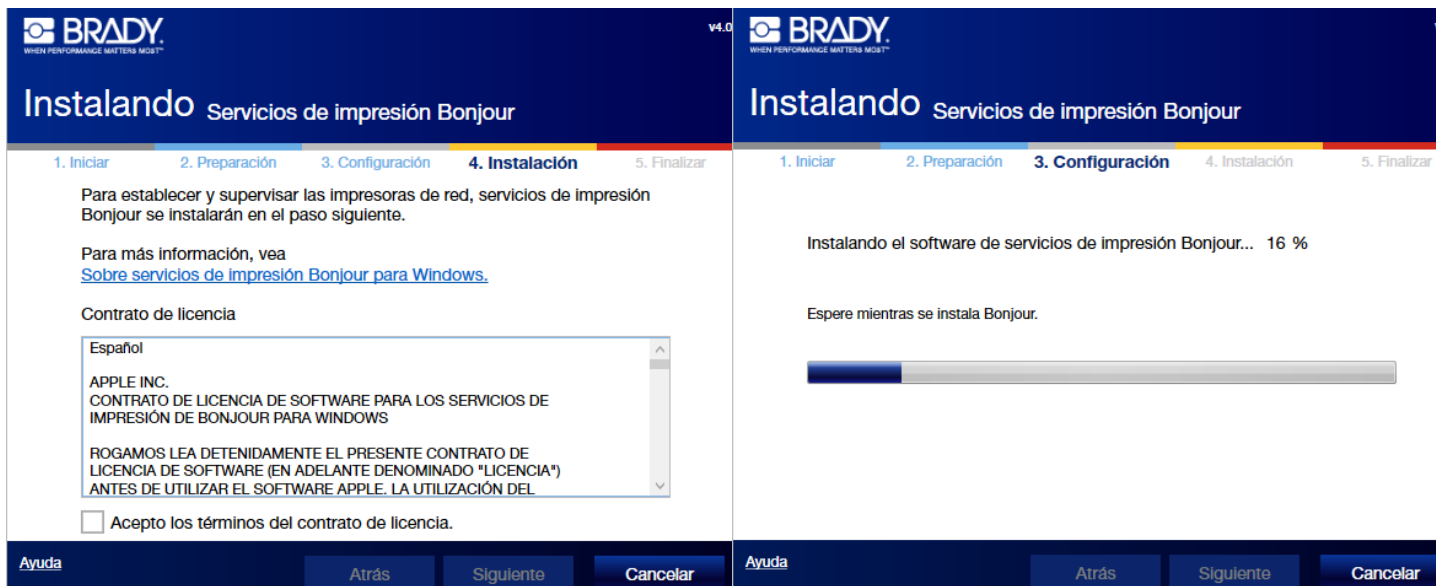 BRADY.
WHEN PERFORMANCE MATTERS MOST™
v4.0
Instalando Servicios de impresión Bonjour
1. Iniciar 2. Preparación 3. Configuración 4. Instalación 5. Finalizar
Para establecer y supervisar las impresoras de red, servicios de impresión
Bonjour se instalarán en el paso siguiente.
Para más información, vea
Sobre servicios de impresión Bonjour para Windows.
Contrato de licencia
Español
APPLE INC.
CONTRATO DE LICENCIA DE SOFTWARE PARA LOS SERVICIOS DE
IMPRESIÓN DE BONJOUR PARA WINDOWS
ROGAMOS LEA DETENIDAMENTE EL PRESENTE CONTRATO DE
LICENCIA DE SOFTWARE (EN ADELANTE DENOMINADO "LICENCIA")
ANTES DE UTILIZAR EL SOFTWARE APPLE. LA UTILIZACIÓN DEL
Acepto los términos del contrato de licencia.
Ayuda Atrás Siguiente Cancelar
BRADY.
WHEN PERFORMANCE MATTERS MOST™
Instalando Servicios de impresión Bonjour
1. Iniciar 2. Preparación 3. Configuración 4. Instalación 5. Finalizar
Instalando el software de servicios de impresión Bonjour... 16 %
Espere mientras se instala Bonjour.
Ayuda Atrás Siguiente Cancelar